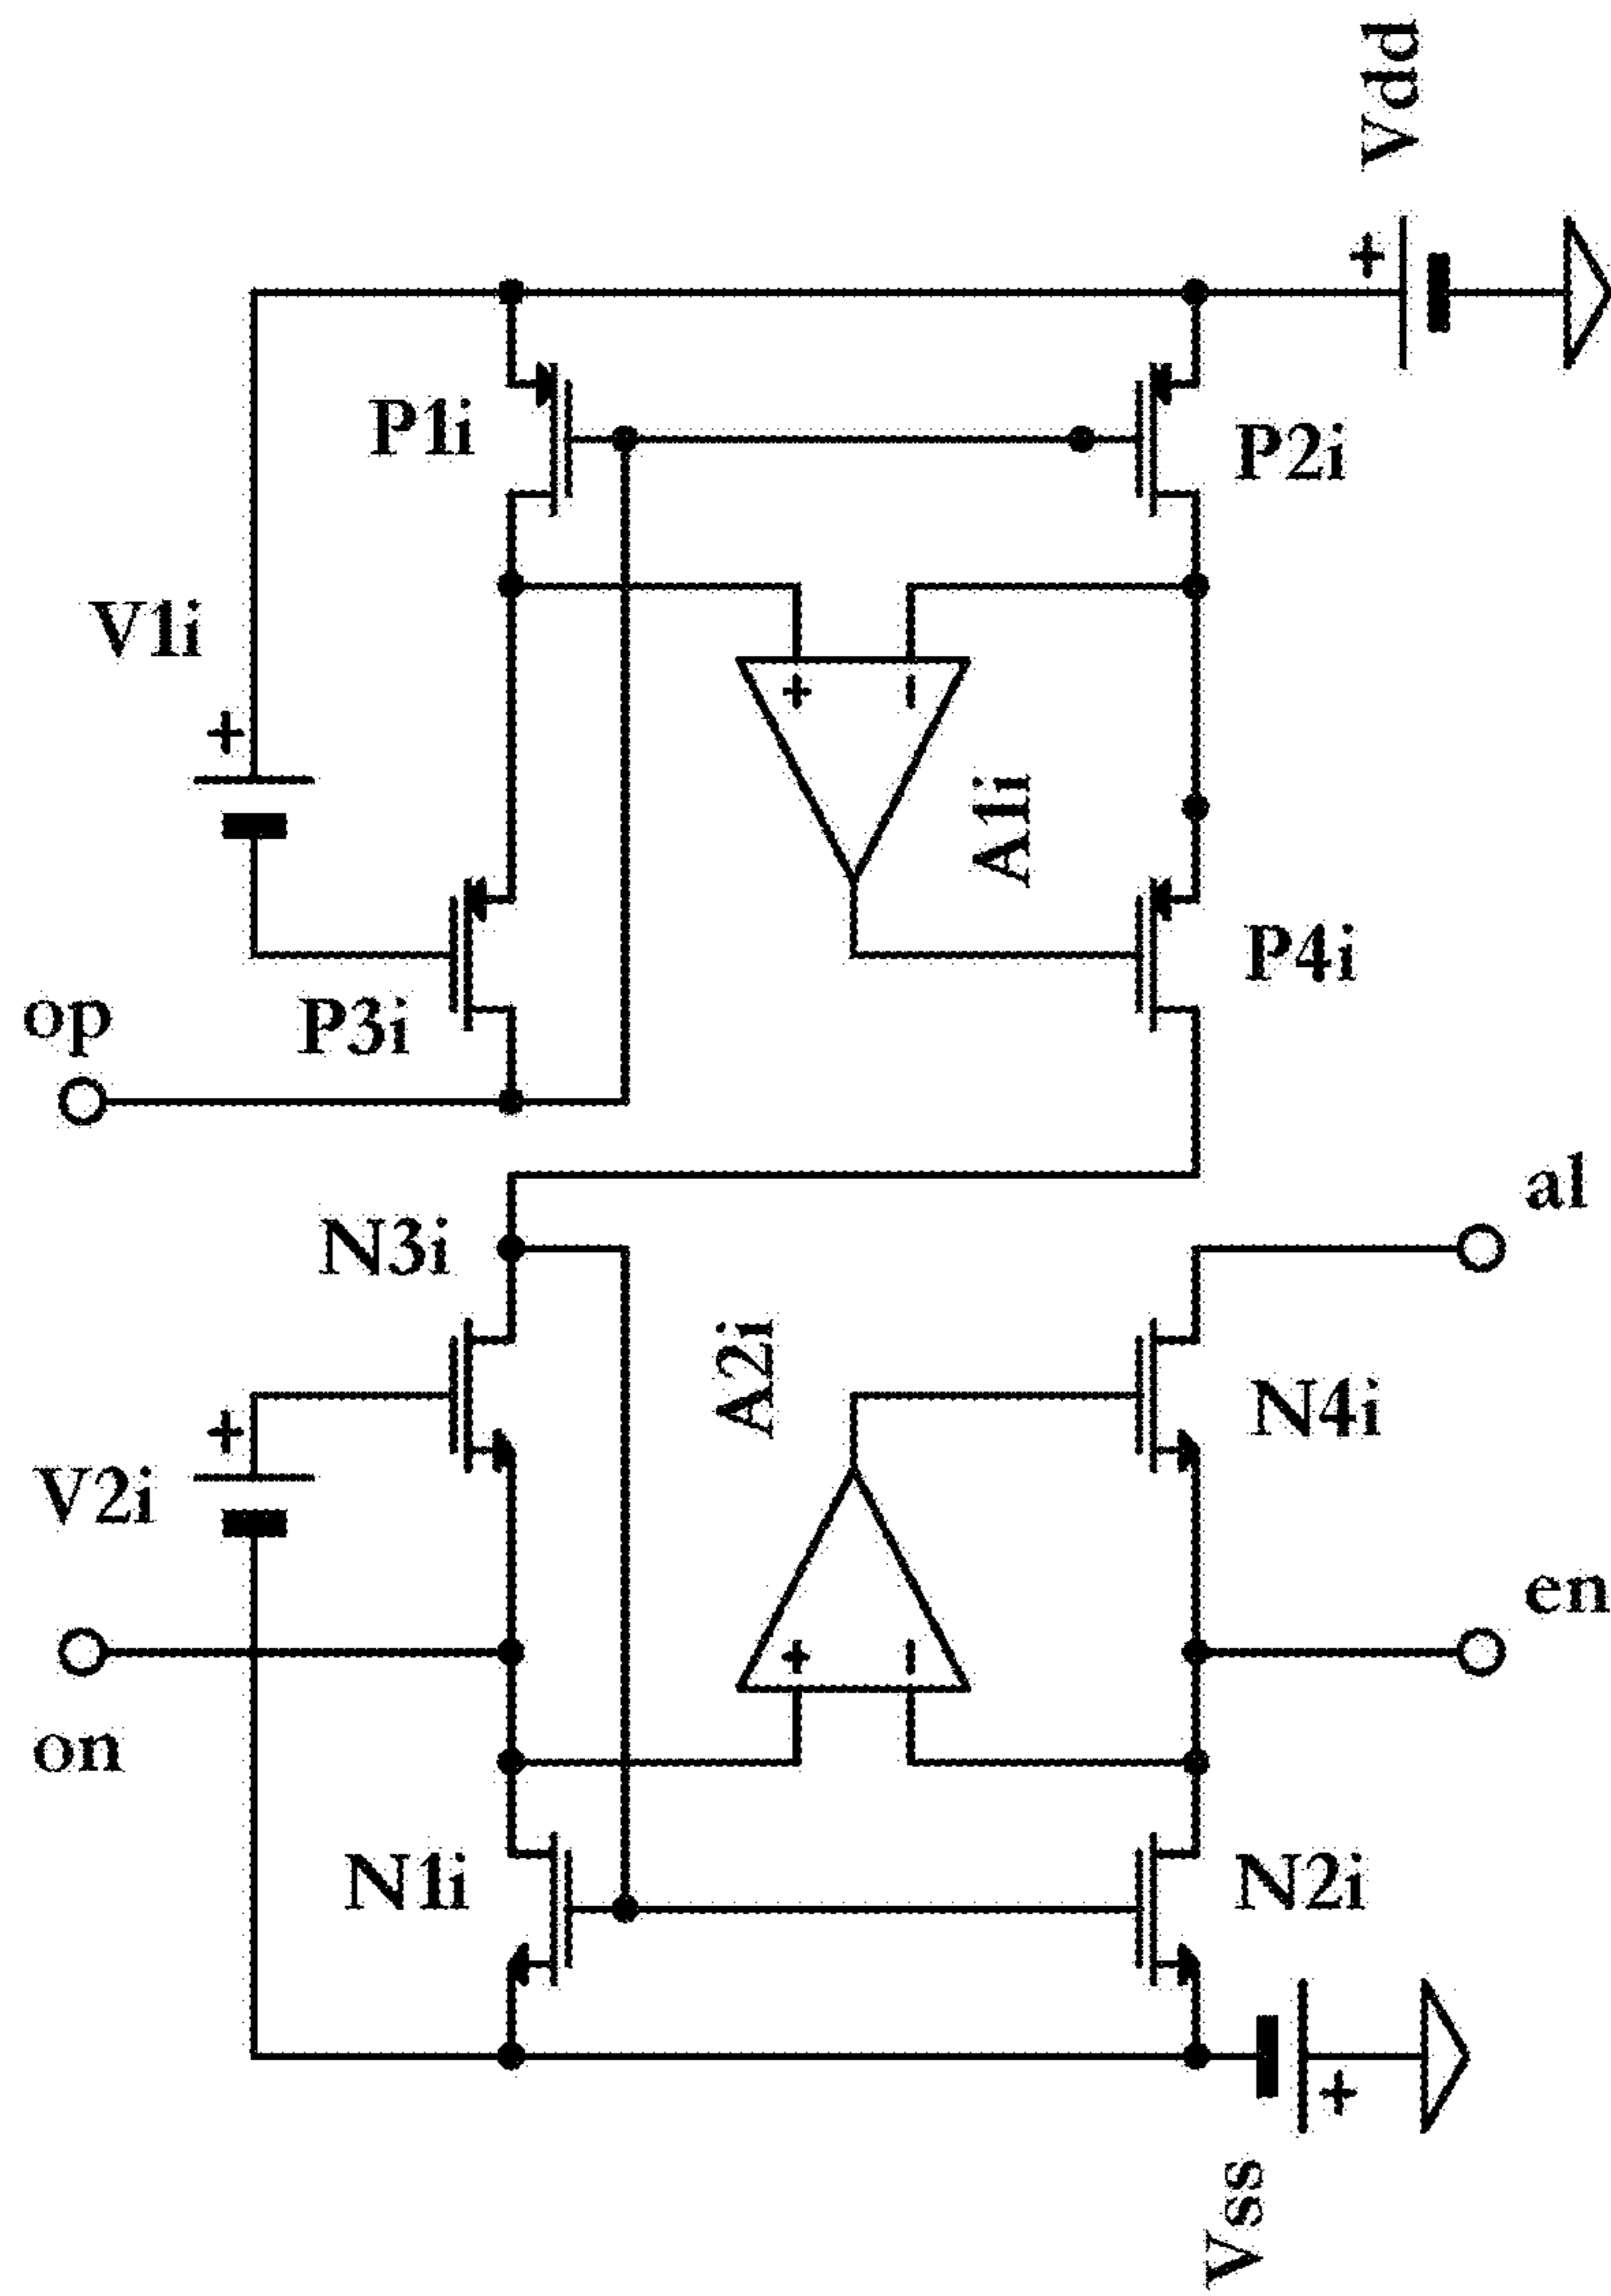 Vdd
+
P1i
P2i
V1i
+
+
−
A1i
P4i
op
P3i
al
N3i
A2i
+
N4i
V2i
en
+
−
on
N1i
N2i
+
Vss